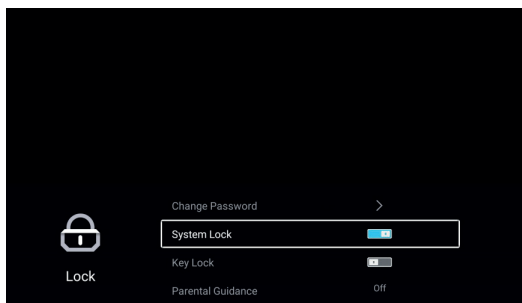 Change Password
System Lock
Key Lock
Lock
Parental Guidance
Off